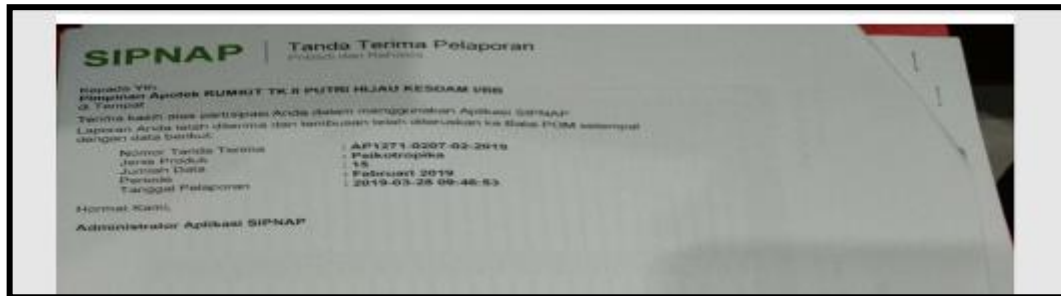 SIPNAP
Tanda Terima Pelaporan
Pribadi dan Rahasia
Kepada Yth.
Pimpinan Apotek RUMKIT TK.II PUTRI HIJAU KESDAM I/BB
di Tempat
Terima kasih atas partisipasi Anda dalam menggunakan Aplikasi SIPNAP
Laporan Anda telah diterima dan tembusan telah diteruskan ke Balai POM setempat
dengan data berikut:
Nomor Tanda Terima : AP1271-0207-02-2019
Jenis Produk : Psikotropika
Jumlah Data : 15
Periode : Februari 2019
Tanggal Pelaporan : 2019-03-28 09:46:53
Hormat Kami,
Administrator Aplikasi SIPNAP